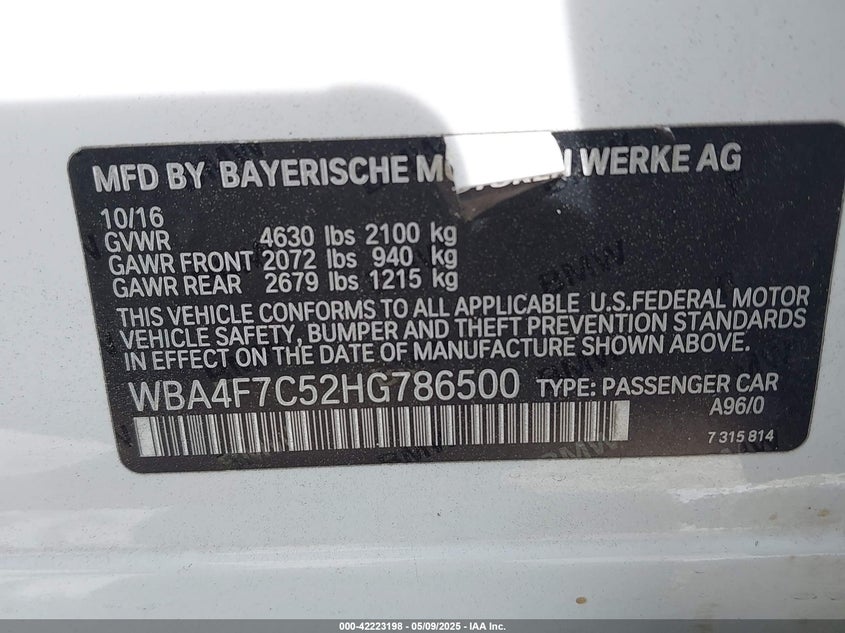 MFD BY BAYERISCHE MOTOREN WERKE AG
10/16
GVWR 4630 lbs 2100 kg
GAWR FRONT 2072 lbs 940 kg
GAWR REAR 2679 lbs 1215 kg
THIS VEHICLE CONFORMS TO ALL APPLICABLE U.S.FEDERAL MOTOR
VEHICLE SAFETY, BUMPER AND THEFT PREVENTION STANDARDS
IN EFFECT ON THE DATE OF MANUFACTURE SHOWN ABOVE.
WBA4F7C52HG786500 TYPE: PASSENGER CAR
A96/0
7 315 814
000-42223198 - 05/09/2025 - IAA Inc.